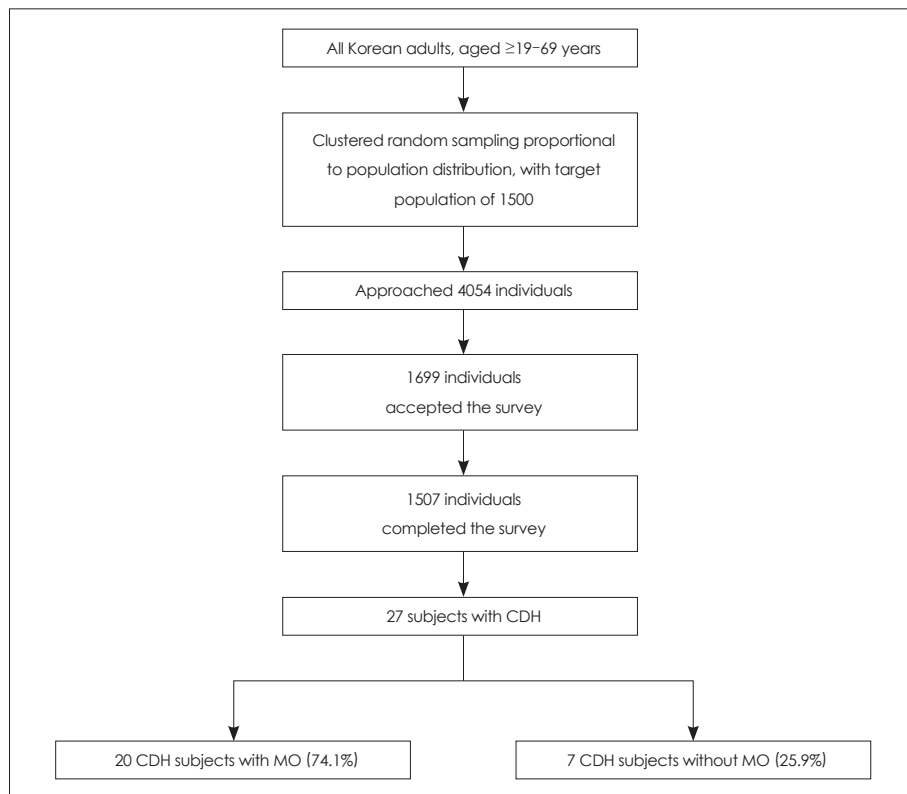 All Korean adults, aged ≥19-69 years
Clustered random sampling proportional
to population distribution, with target
population of 1500
Approached 4054 individuals
1699 individuals
accepted the survey
1507 individuals
completed the survey
27 subjects with CDH
20 CDH subjects with MO (74.1%)
7 CDH subjects without MO (25.9%)